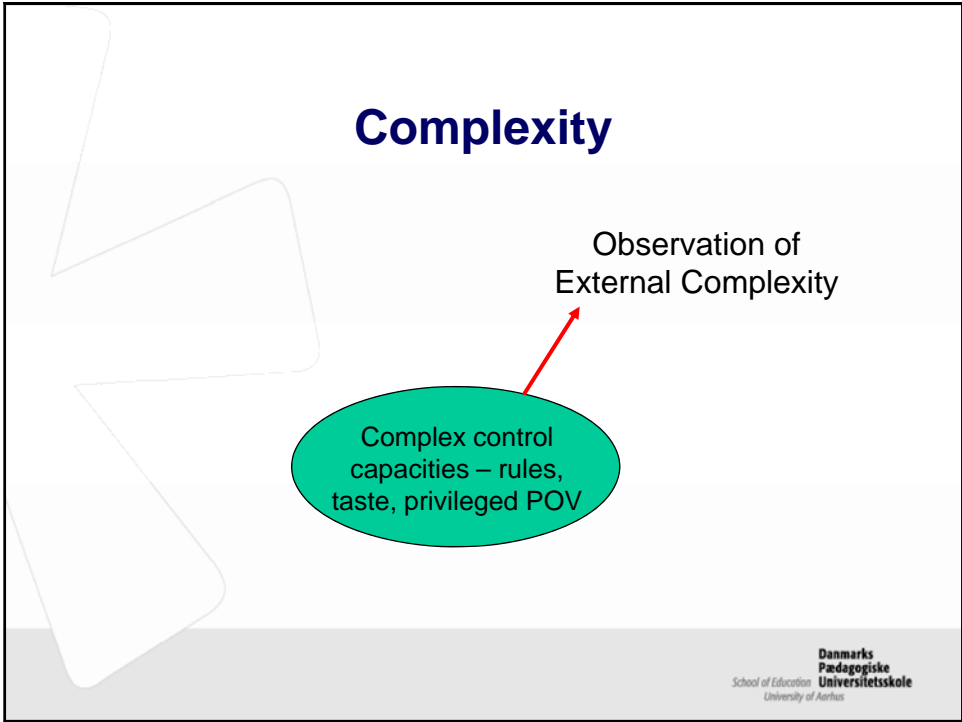 Complexity
Observation of
External Complexity
Complex control
capacities – rules,
taste, privileged POV
Danmarks
Pædagogiske
School of Education Universitetsskole
University of Aarhus